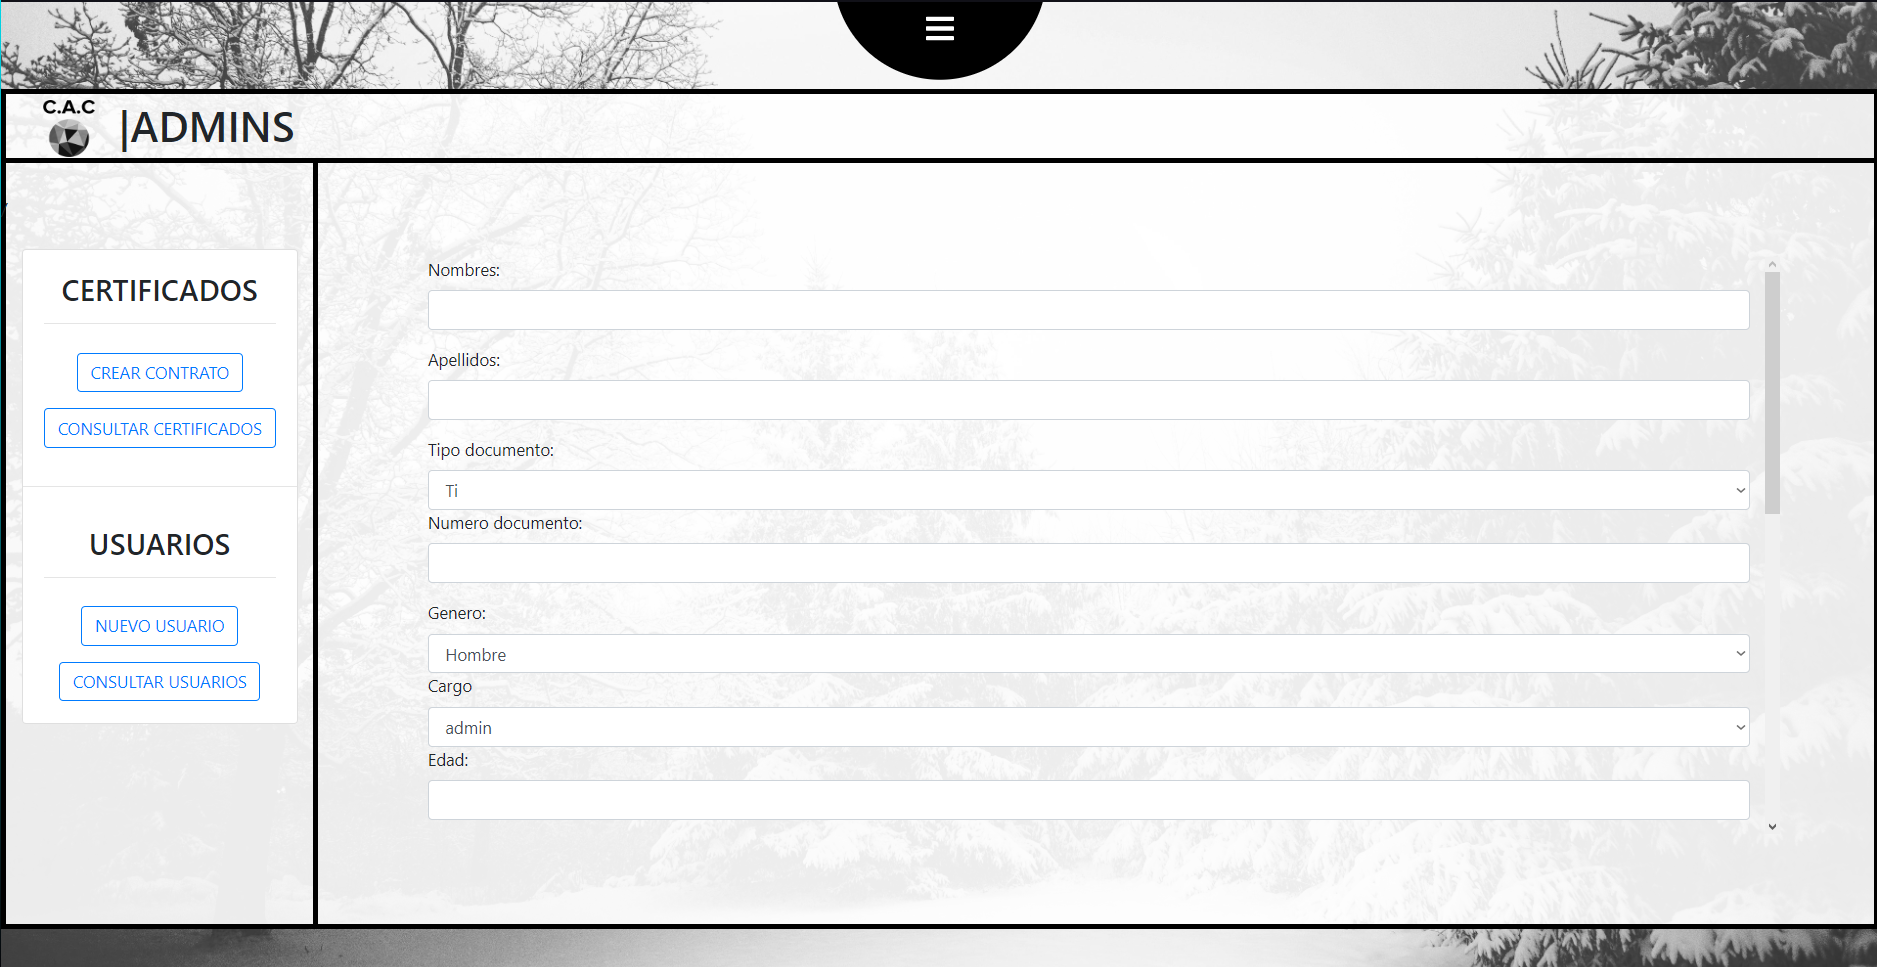 C.A.C
|ADMINS
CERTIFICADOS
CREAR CONTRATO
CONSULTAR CERTIFICADOS
USUARIOS
NUEVO USUARIO
CONSULTAR USUARIOS
Nombres:
Apellidos:
Tipo documento:
Ti
Numero documento:
Genero:
Hombre
Cargo
admin
Edad: